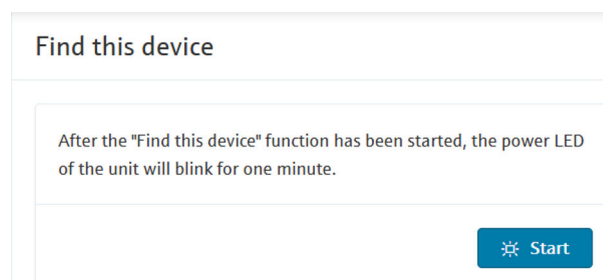 Find this device
After the "Find this device" function has been started, the power LED
of the unit will blink for one minute.
Start